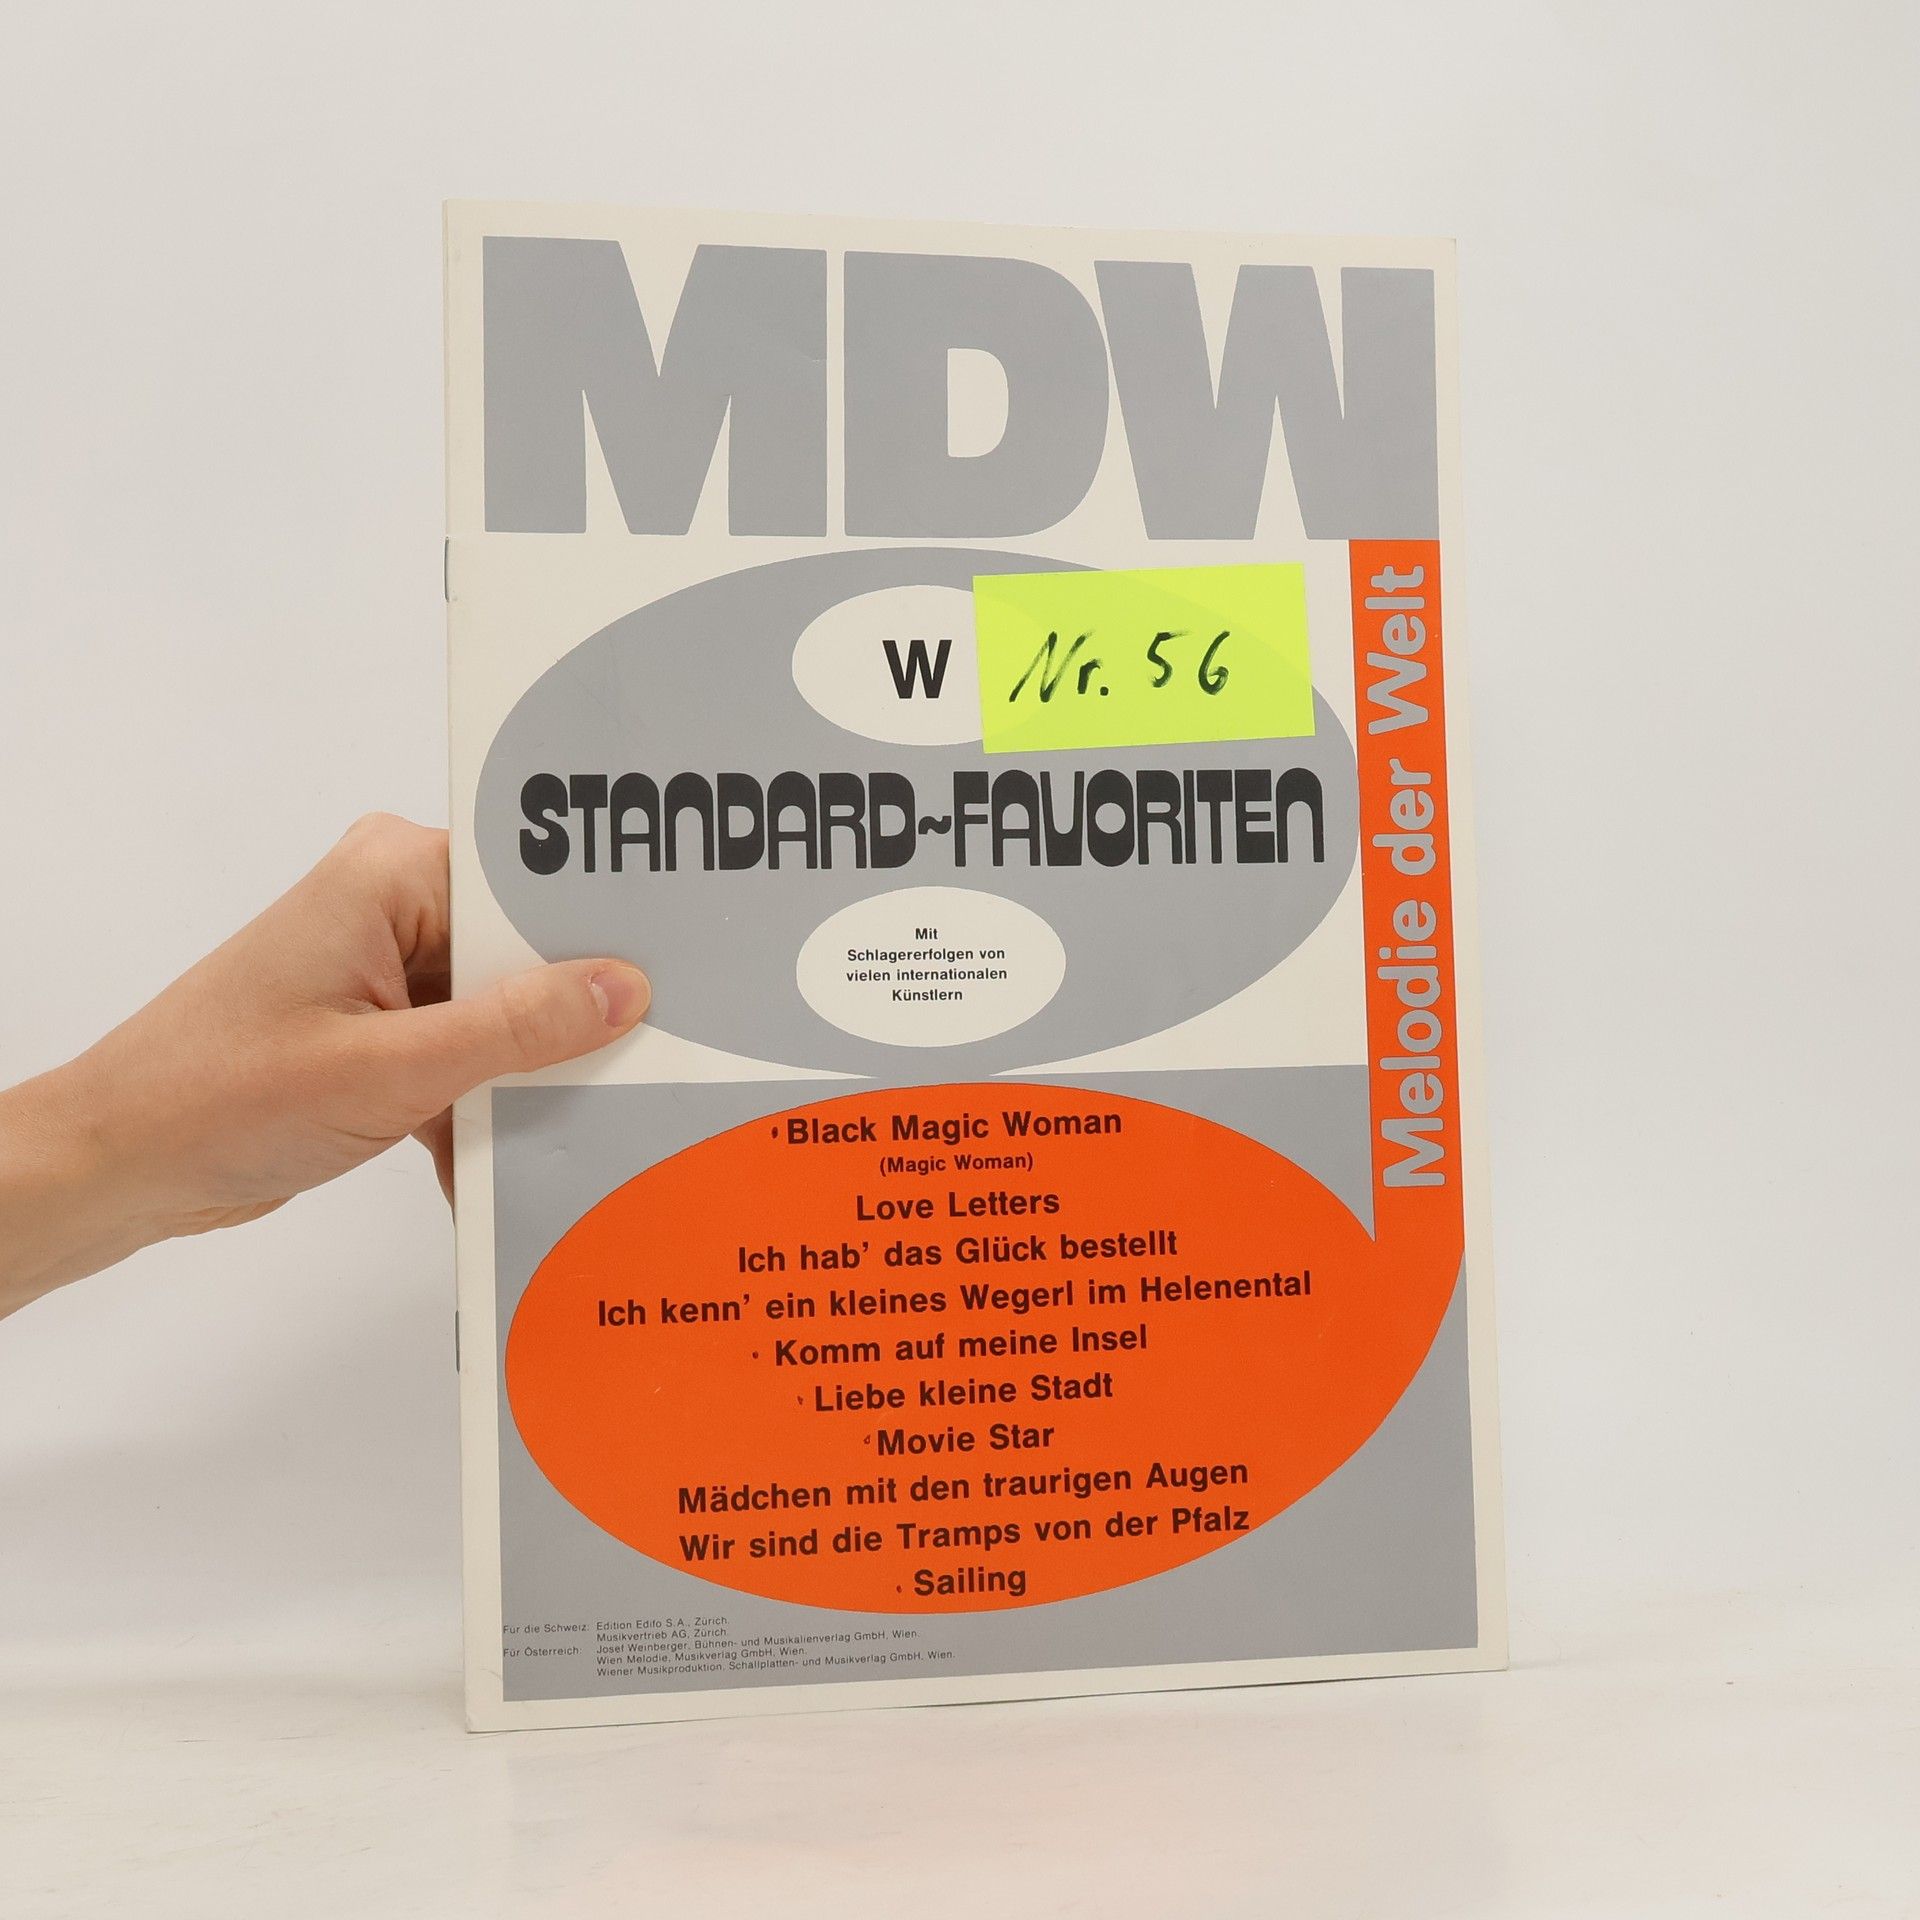 MDW
W
Nr. 56
STANDARD~FAVORITEN
Mit
Schlagererfolgen von
vielen internationalen
Künstlern
Melodie der Welt
Black Magic Woman
(Magic Woman)
Love Letters
Ich hab' das Glück bestellt
Ich kenn' ein kleines Wegerl im Helenental
Komm auf meine Insel
Liebe kleine Stadt
Movie Star
Mädchen mit den traurigen Augen
Wir sind die Tramps von der Pfalz
Sailing
Für die Schweiz: Edition Edifo S.A., Zürich.
Musikvertrieb AG, Zürich.
Für Österreich: Josef Weinberger, Bühnen- und Musikalienverlag GmbH, Wien.
Wien Melodie, Musikverlag GmbH, Wien.
Wiener Musikproduktion, Schallplatten- und Musikverlag GmbH, Wien.